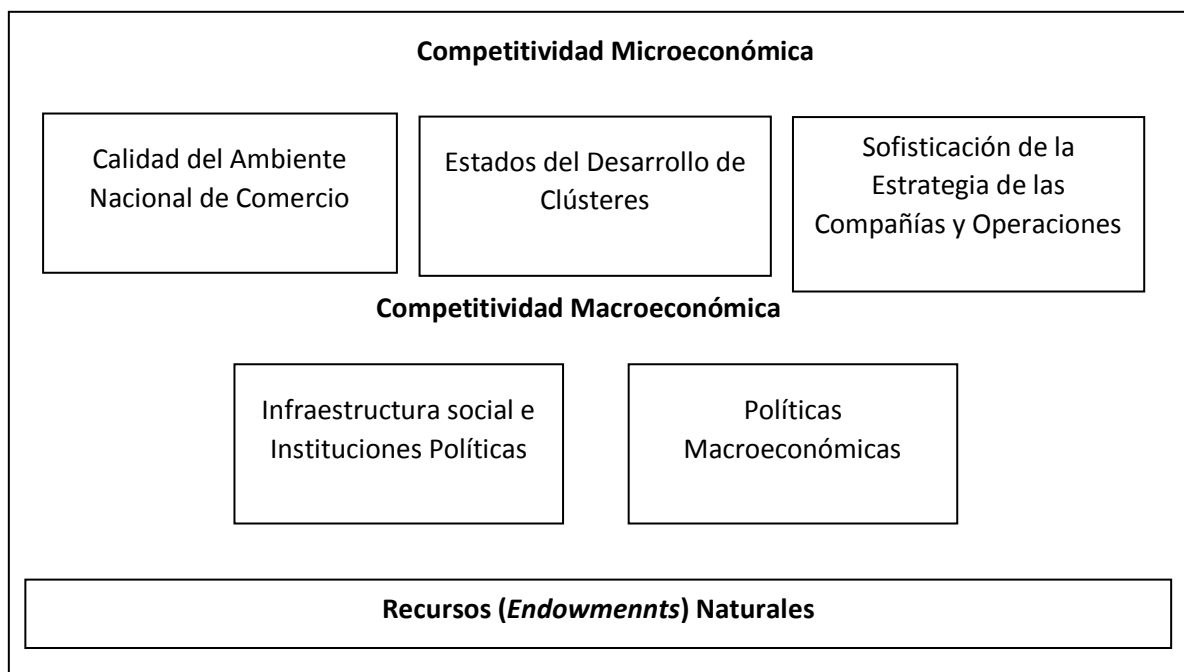 Competitividad Microeconómica
Calidad del Ambiente
Nacional de Comercio
Estados del Desarrollo de
Clústeres
Sofisticación de la
Estrategia de las
Compañías y Operaciones
Competitividad Macroeconómica
Infraestructura social e
Instituciones Políticas
Políticas
Macroeconómicas
Recursos (Endowmennts) Naturales